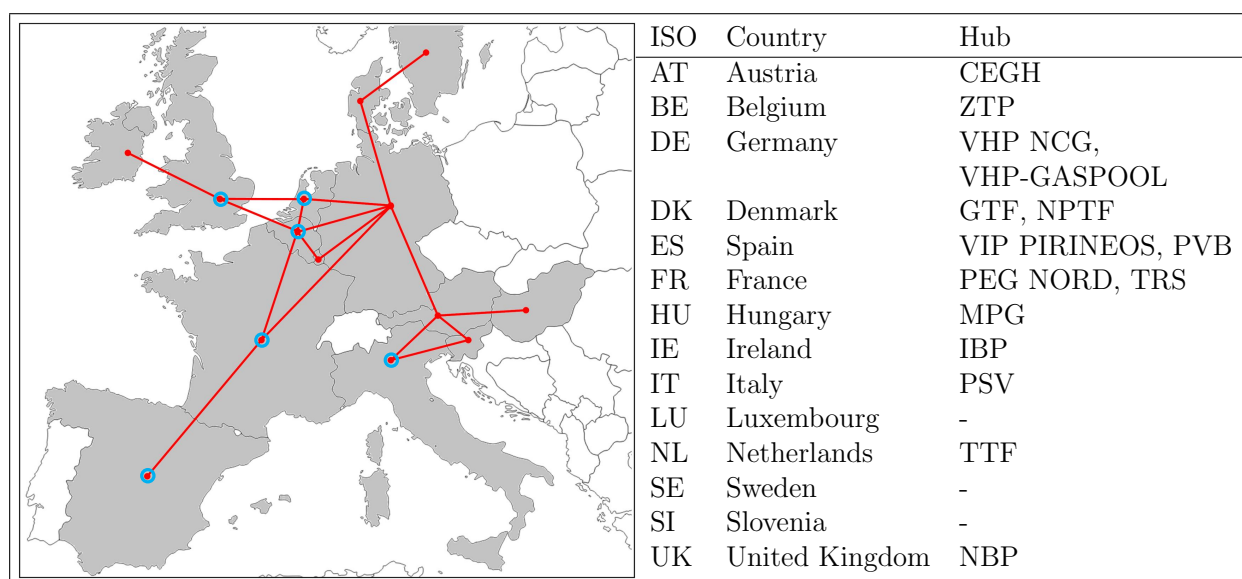 ISO Country Hub
AT Austria CEGH
BE Belgium ZTP
DE Germany VHP NCG,
VHP-GASPOOL
DK Denmark GTF, NPTF
ES Spain VIP PIRINEOS, PVB
FR France PEG NORD, TRS
HU Hungary MPG
IE Ireland IBP
IT Italy PSV
LU Luxembourg -
NL Netherlands TTF
SE Sweden -
SI Slovenia -
UK United Kingdom NBP